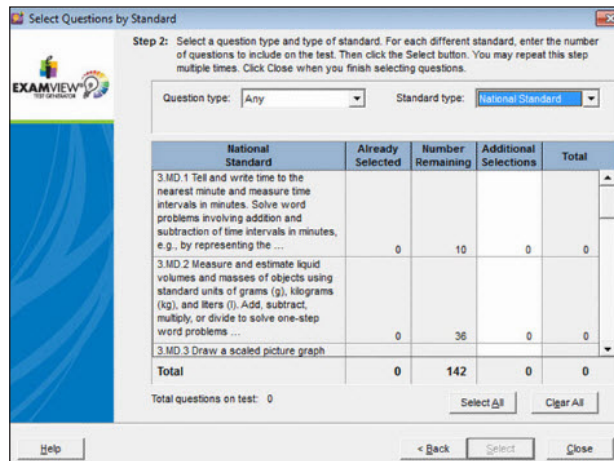 Select Questions by Standard
Step 2: Select a question type and type of standard. For each different standard, enter the number
of questions to include on the test. Then click the Select button. You may repeat this step
multiple times. Click Close when you finish selecting questions.
EXAMVIEW
TEST GENERATOR
Question type: Any Standard type: National Standard
National Standard Already Selected Number Remaining Additional Selections Total
3.MD.1 Tell and write time to the
nearest minute and measure time
intervals in minutes. Solve word
problems involving addition and
subtraction of time intervals in minutes,
e.g., by representing the ... 0 10 0 0
3.MD.2 Measure and estimate liquid
volumes and masses of objects using
standard units of grams (g), kilograms
(kg), and liters (l). Add, subtract,
multiply, or divide to solve one-step
word problems ... 0 36 0 0
3.MD.3 Draw a scaled picture graph
Total 0 142 0 0
Total questions on test: 0 Select All Clear All
Help < Back Select Close